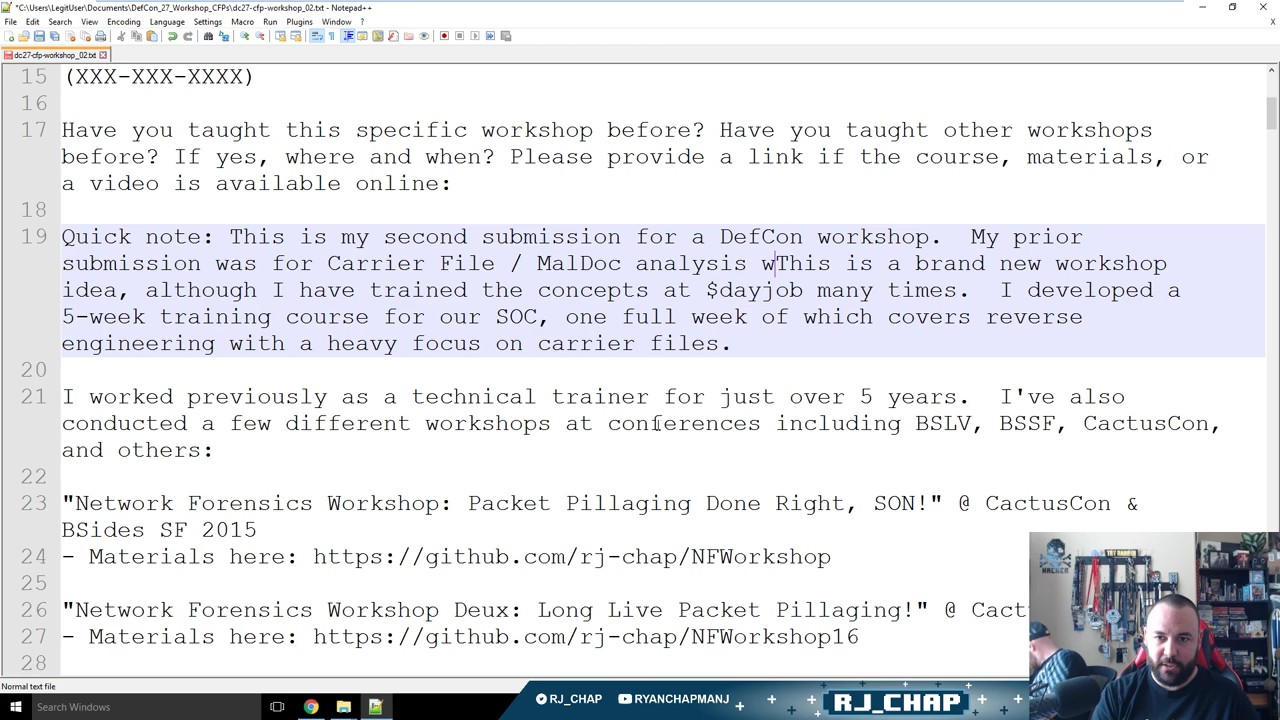 *C:\Users\LegitUser\Documents\DefCon_27_Workshop_CFPs\dc27-cfp-workshop_02.txt - Notepad++
File Edit Search View Encoding Language Settings Tools Macro Run Plugins Window ? X
dc27-cfp-workshop_02.txt
15 (XXX-XXX-XXXX)
16
17 Have you taught this specific workshop before? Have you taught other workshops
before? If yes, where and when? Please provide a link if the course, materials, or
a video is available online:
18
19 Quick note: This is my second submission for a DefCon workshop.  My prior
submission was for Carrier File / MalDoc analysis wThis is a brand new workshop
idea, although I have trained the concepts at $dayjob many times.  I developed a
5-week training course for our SOC, one full week of which covers reverse
engineering with a heavy focus on carrier files.
20
21 I worked previously as a technical trainer for just over 5 years.  I've also
conducted a few different workshops at conferences including BSLV, BSSF, CactusCon,
and others:
22
23 "Network Forensics Workshop: Packet Pillaging Done Right, SON!" @ CactusCon &
BSides SF 2015
24 - Materials here: https://github.com/rj-chap/NFWorkshop
25
26 "Network Forensics Workshop Deux: Long Live Packet Pillaging!" @ Cact
27 - Materials here: https://github.com/rj-chap/NFWorkshop16
28
HACKER
Normal text file
Search Windows
RJ_CHAP RYANCHAPMANJ RJ_CHAP